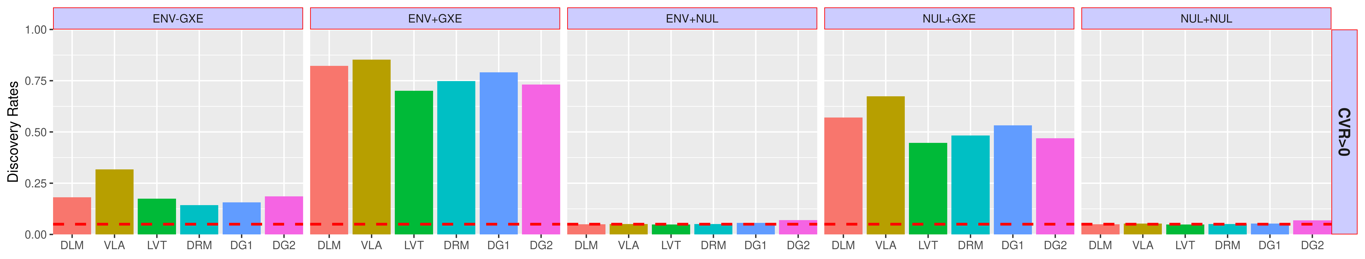 ENV-GXE ENV+GXE ENV+NUL NUL+GXE NUL+NUL
1.00
0.75
0.50
0.25
0.00
Discovery Rates
CVR>0
DLM VLA LVT DRM DG1 DG2 DLM VLA LVT DRM DG1 DG2 DLM VLA LVT DRM DG1 DG2 DLM VLA LVT DRM DG1 DG2 DLM VLA LVT DRM DG1 DG2